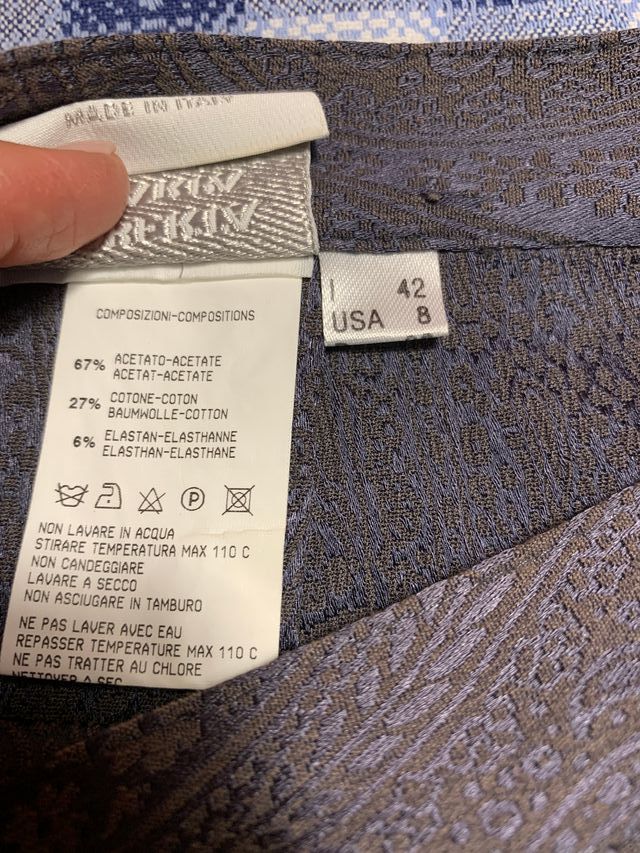 MADE IN ITALY
I 42
USA 8
COMPOSIZIONI-COMPOSITIONS
67% ACETATO-ACETATE
ACETAT-ACETATE
27% COTONE-COTON
BAUMWOLLE-COTTON
6% ELASTAN-ELASTHANNE
ELASTHAN-ELASTHANE
P
NON LAVARE IN ACQUA
STIRARE TEMPERATURA MAX 110 C
NON CANDEGGIARE
LAVARE A SECCO
NON ASCIUGARE IN TAMBURO
NE PAS LAVER AVEC EAU
REPASSER TEMPERATURE MAX 110 C
NE PAS TRATTER AU CHLORE
NETTOYER A SEC